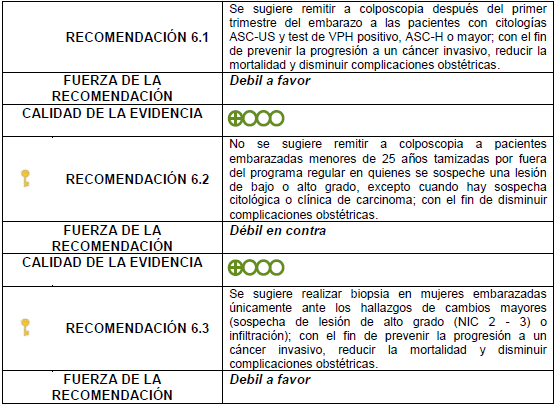 Se sugiere remitir a colposcopia después del primer
trimestre del embarazo a las pacientes con citologías
RECOMENDACIÓN 6.1
ASC-US y test de VPH positivo, ASC-H o mayor; con el fin
de prevenir la progresión a un cáncer invasivo, reducir la
mortalidad y disminuir complicaciones obstétricas.
FUERZA DE LA
RECOMENDACIÓN
Debil a favor
CALIDAD DE LA EVIDENCIA
No se sugiere remitir a colposcopia a pacientes
embarazadas menores de 25 años tamizadas por fuera
RECOMENDACIÓN 6.2
del programa regular en quienes se sospeche una lesión
de bajo o alto grado, excepto cuando hay sospecha
citológica o clínica de carcinoma; con el fin de disminuir
complicaciones obstétricas.
FUERZA DE LA
RECOMENDACIÓN
Débil en contra
CALIDAD DE LA EVIDENCIA
Se sugiere realizar biopsia en mujeres embarazadas
únicamente ante los hallazgos de cambios mayores
RECOMENDACIÓN 6.3
(sospecha de lesión de alto grado (NIC 2 - 3) o
infiltración); con el fin de prevenir la progresión a un
cáncer invasivo, reducir la mortalidad y disminuir
complicaciones obstétricas.
FUERZA DE LA
RECOMENDACIÓN
Debil a favor